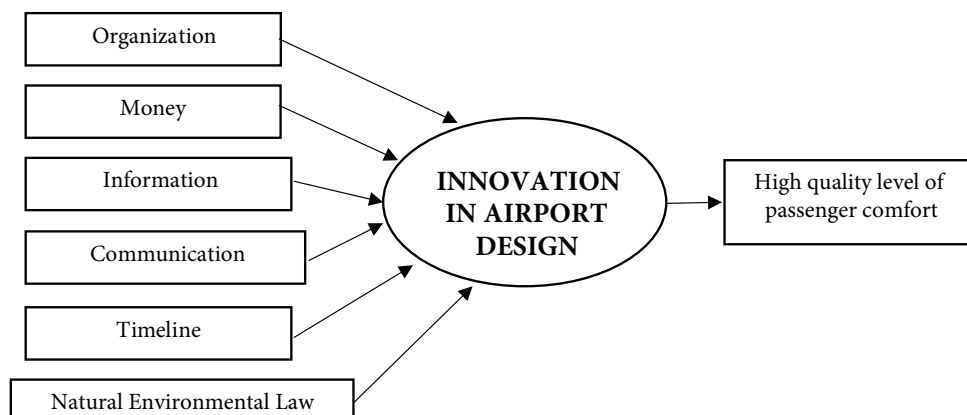 Organization
Money
Information
Communication
Timeline
Natural Environmental Law
INNOVATION
IN AIRPORT
DESIGN
High quality level of
passenger comfort